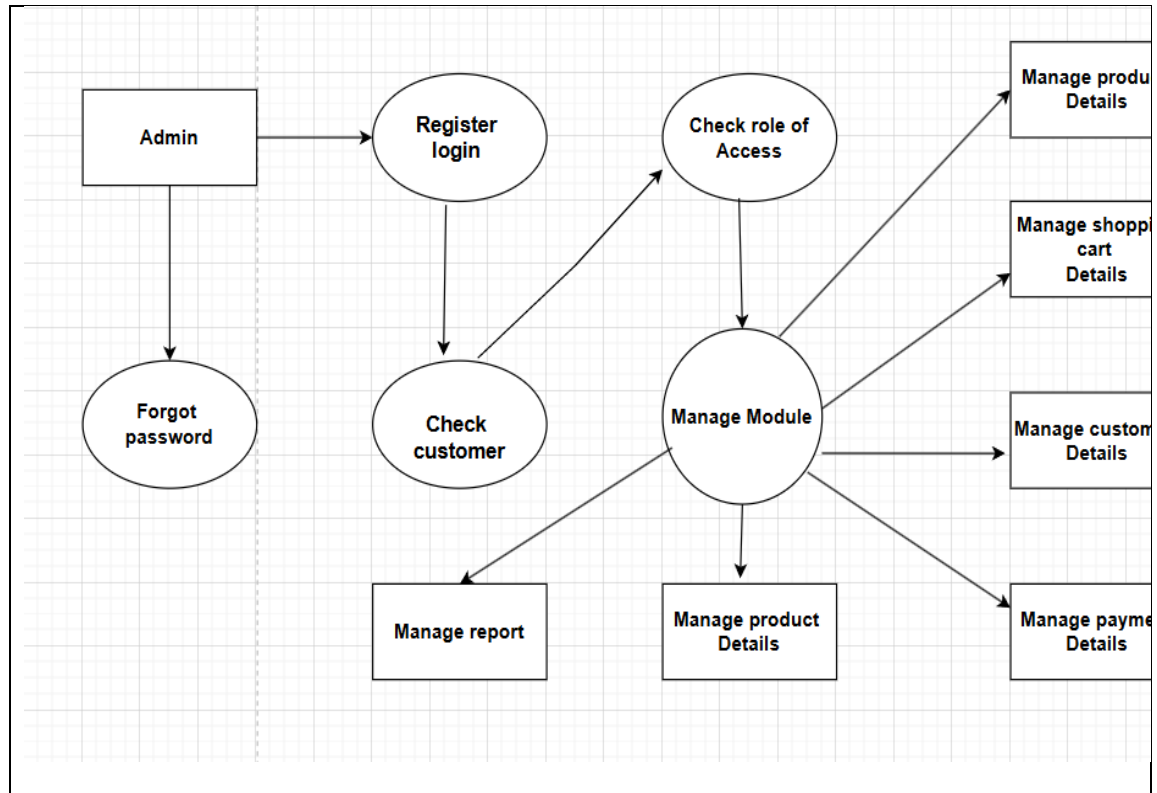 Admin
Register
login
Check role of
Access
Manage produ
Details
Manage shoppi
cart
Details
Forgot
password
Check
customer
Manage Module
Manage custom
Details
Manage report
Manage product
Details
Manage payme
Details